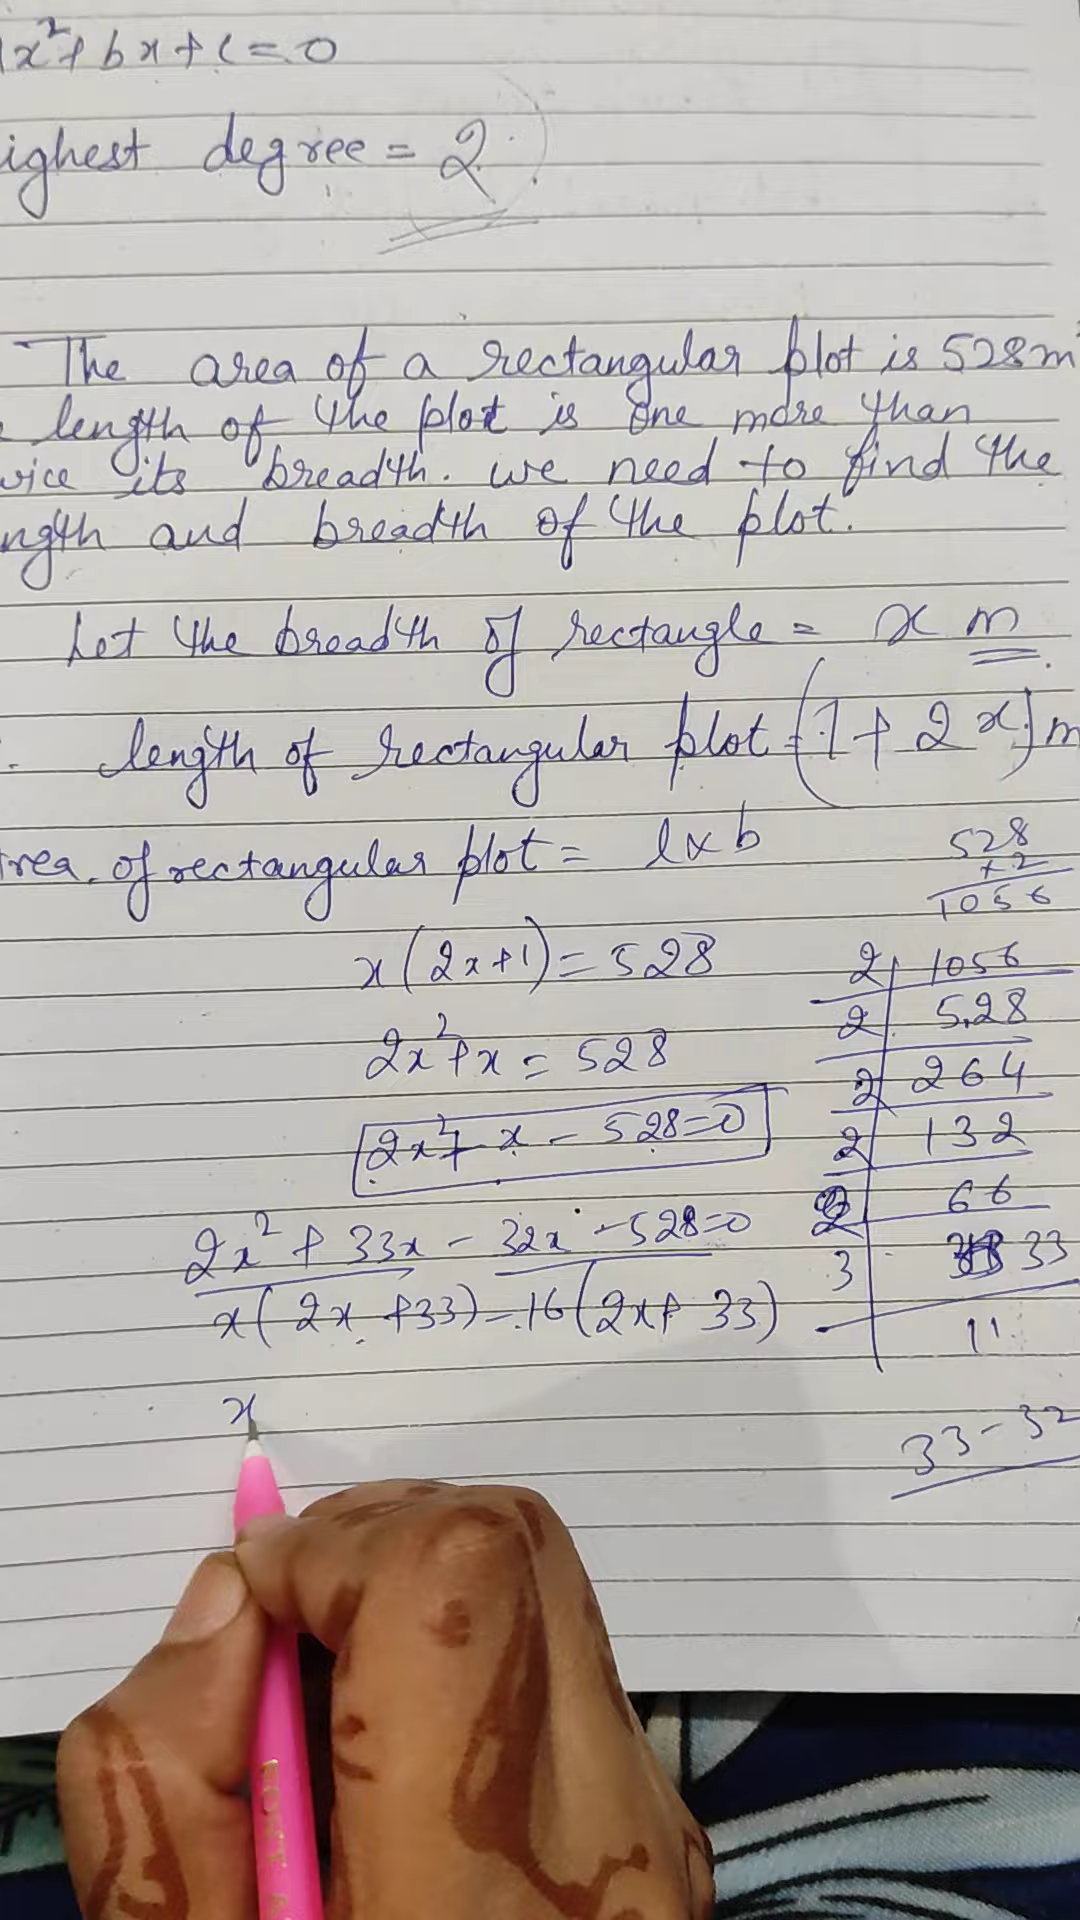 x²+bx+c=0
ighest degree = 2
The area of a rectangular plot is 528m
length of the plot is one more than
wice its breadth. we need to find the
ngth and breadth of the plot.
Let the breadth of rectangle = x m
length of rectangular plot = (1+2x)m
rea of rectangular plot = l×b
528
×2
1056
x(2x+1)=528
2 1056
2x²+x=528
2 528
2 264
2x²+x-528=0
2 132
2 66
2x²+33x-32x-528=0
3 33
x(2x+33)-16(2x+33)
11
x
33-32
FONT A